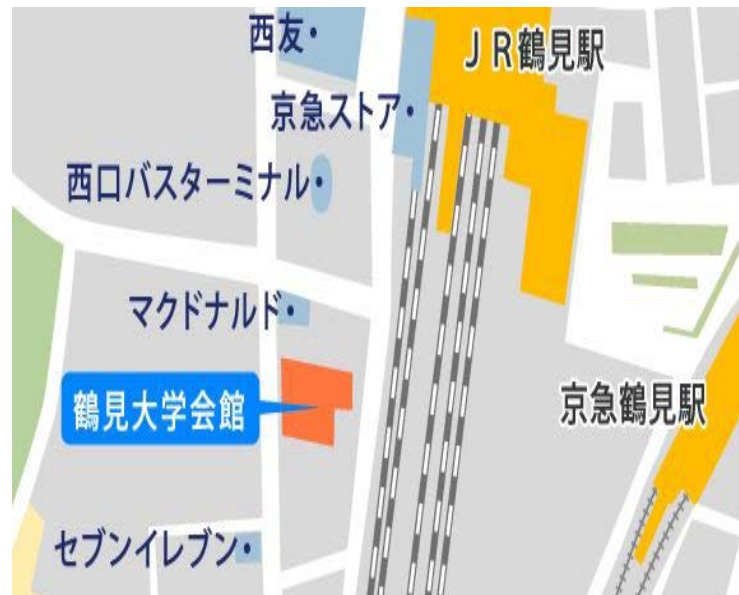 西友
ＪＲ鶴見駅
京急ストア
西口バスターミナル
マクドナルド
鶴見大学会館
京急鶴見駅
セブンイレブン